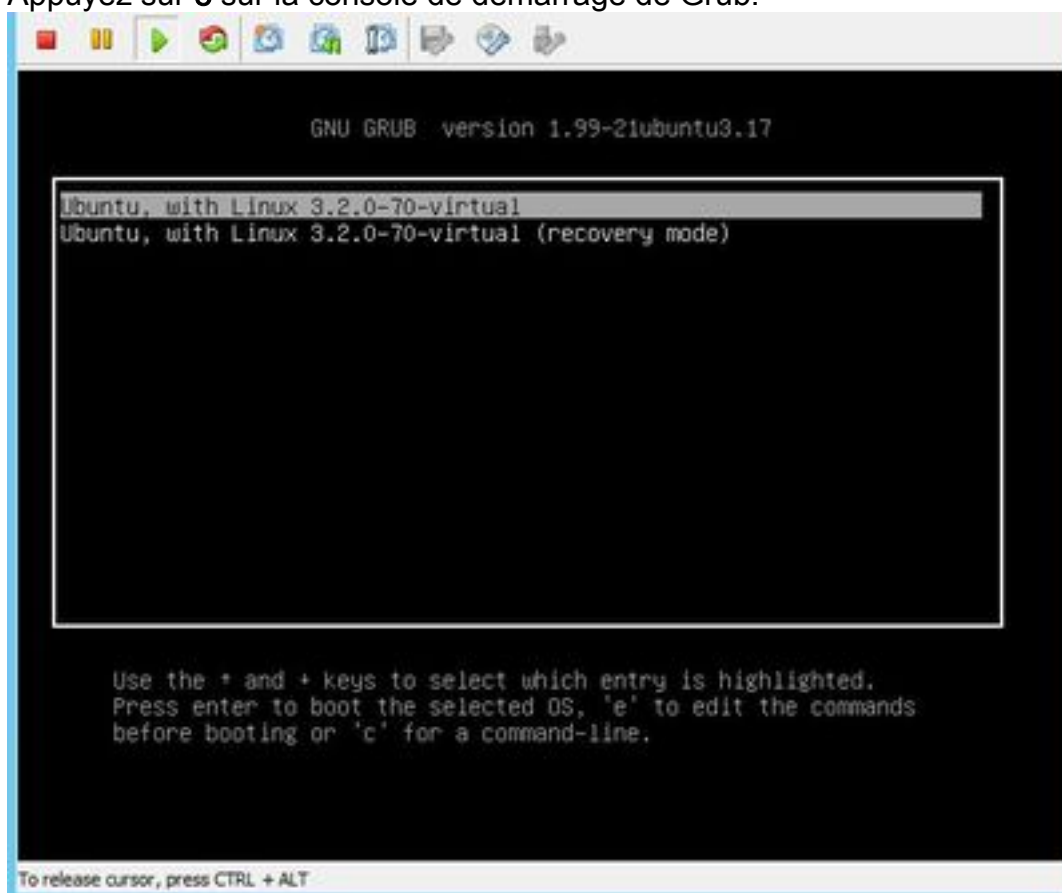 Appuyez sur e sur la console de démarrage de Grub.
GNU GRUB version 1.99-21ubuntu3.17
Ubuntu, with Linux 3.2.0-70-virtual
Ubuntu, with Linux 3.2.0-70-virtual (recovery mode)
Use the ↑ and ↓ keys to select which entry is highlighted.
Press enter to boot the selected OS, 'e' to edit the commands
before booting or 'c' for a command-line.
To release cursor, press CTRL + ALT